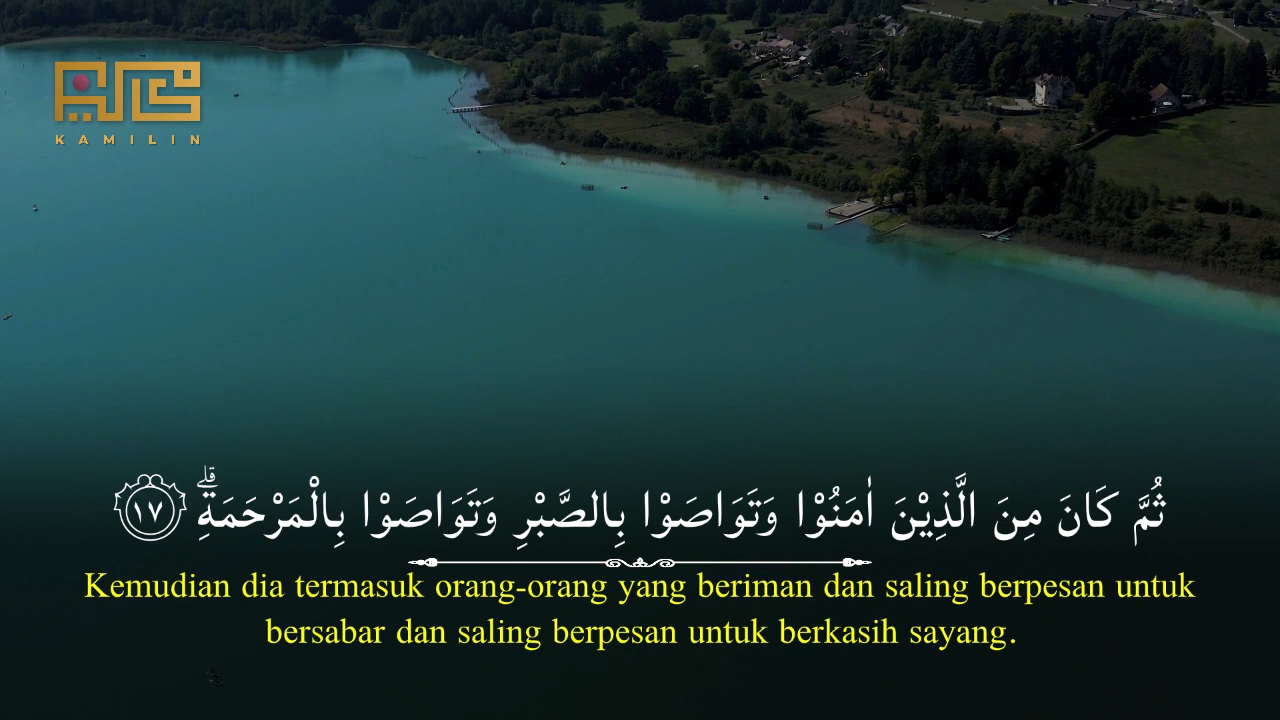 KAMILIN
ثُمَّ كَانَ مِنَ الَّذِيْنَ اٰمَنُوْا وَتَوَاصَوْا بِالصَّبْرِ وَتَوَاصَوْا بِالْمَرْحَمَةِۗ ١٧
Kemudian dia termasuk orang-orang yang beriman dan saling berpesan untuk
bersabar dan saling berpesan untuk berkasih sayang.